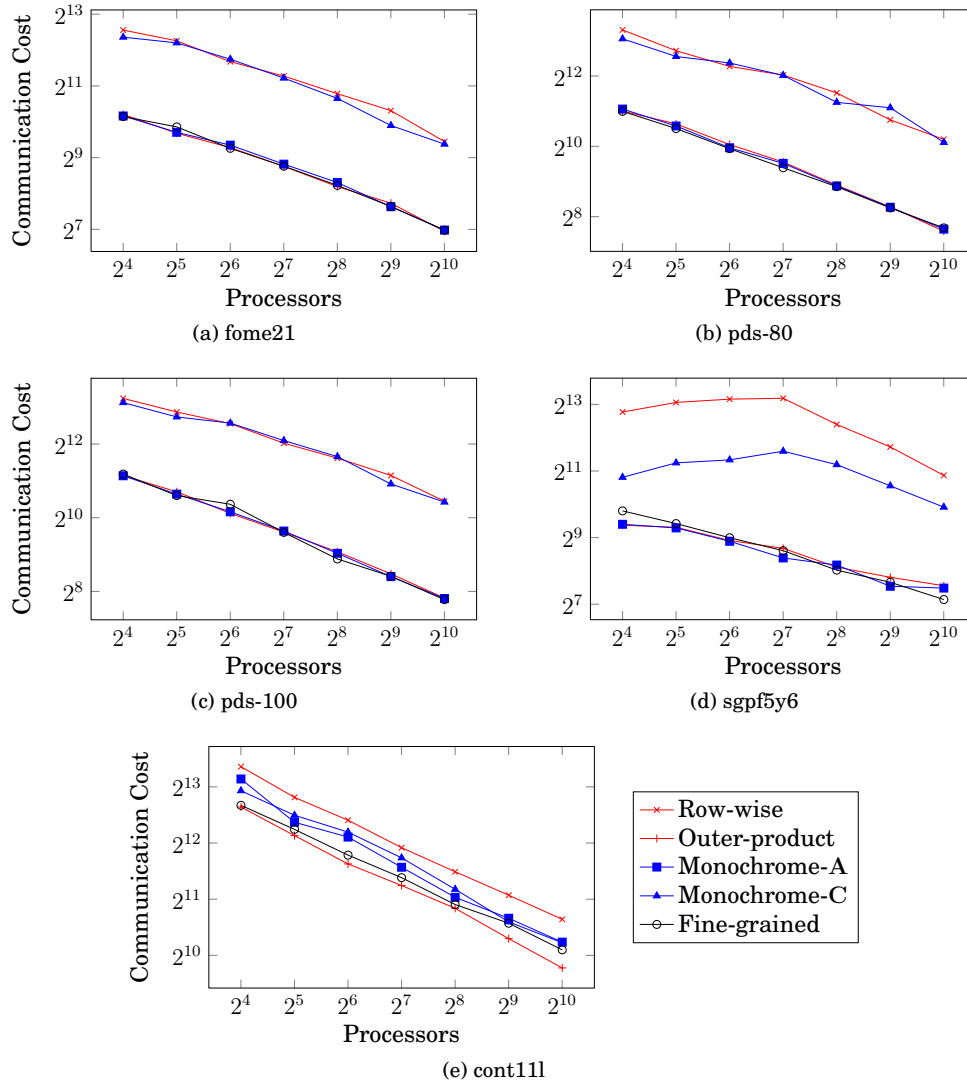 2^13
2^11
2^9
2^7
Communication Cost
2^4 2^5 2^6 2^7 2^8 2^9 2^10
Processors
(a) fome21
2^12
2^10
2^8
2^4 2^5 2^6 2^7 2^8 2^9 2^10
Processors
(b) pds-80
2^12
2^10
2^8
Communication Cost
2^4 2^5 2^6 2^7 2^8 2^9 2^10
Processors
(c) pds-100
2^13
2^11
2^9
2^7
2^4 2^5 2^6 2^7 2^8 2^9 2^10
Processors
(d) sgpf5y6
2^13
2^12
2^11
2^10
Communication Cost
2^4 2^5 2^6 2^7 2^8 2^9 2^10
Processors
(e) cont11l
Row-wise
Outer-product
Monochrome-A
Monochrome-C
Fine-grained